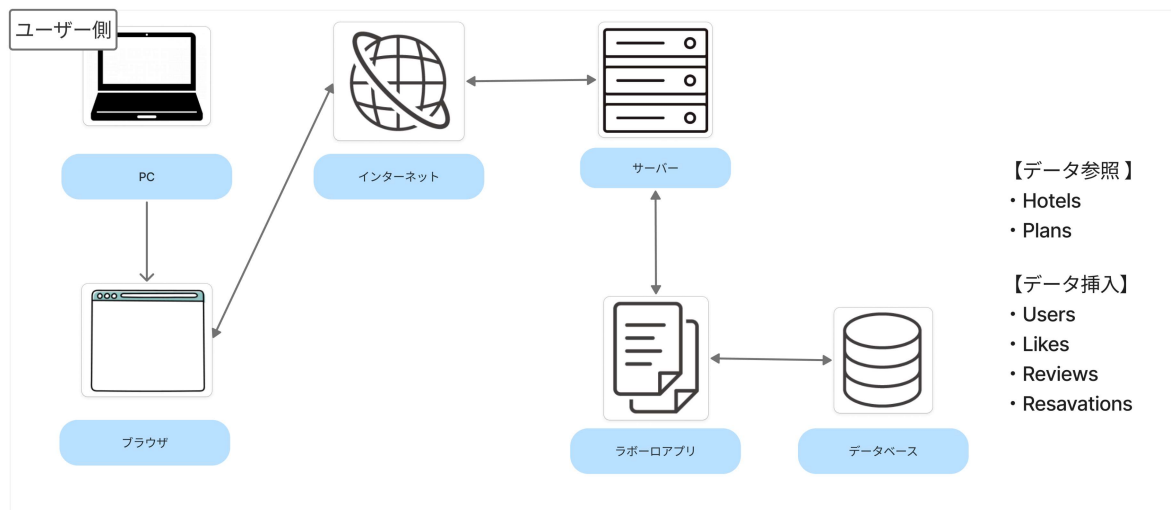 ユーザー側
PC
インターネット
サーバー
ブラウザ
ラボーロアプリ
データベース
【データ参照 】
・Hotels
・Plans
【データ挿入】
・Users
・Likes
・Reviews
・Resavations